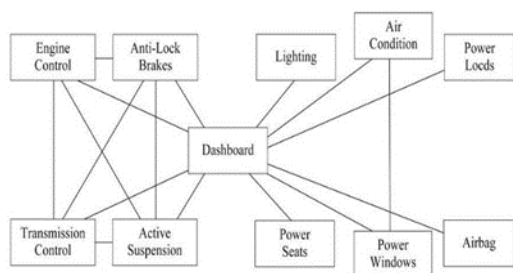 Engine
Control
Anti-Lock
Brakes
Lighting
Air
Condition
Power
Locds
Dashboard
Transmission
Control
Active
Suspension
Power
Seats
Power
Windows
Airbag